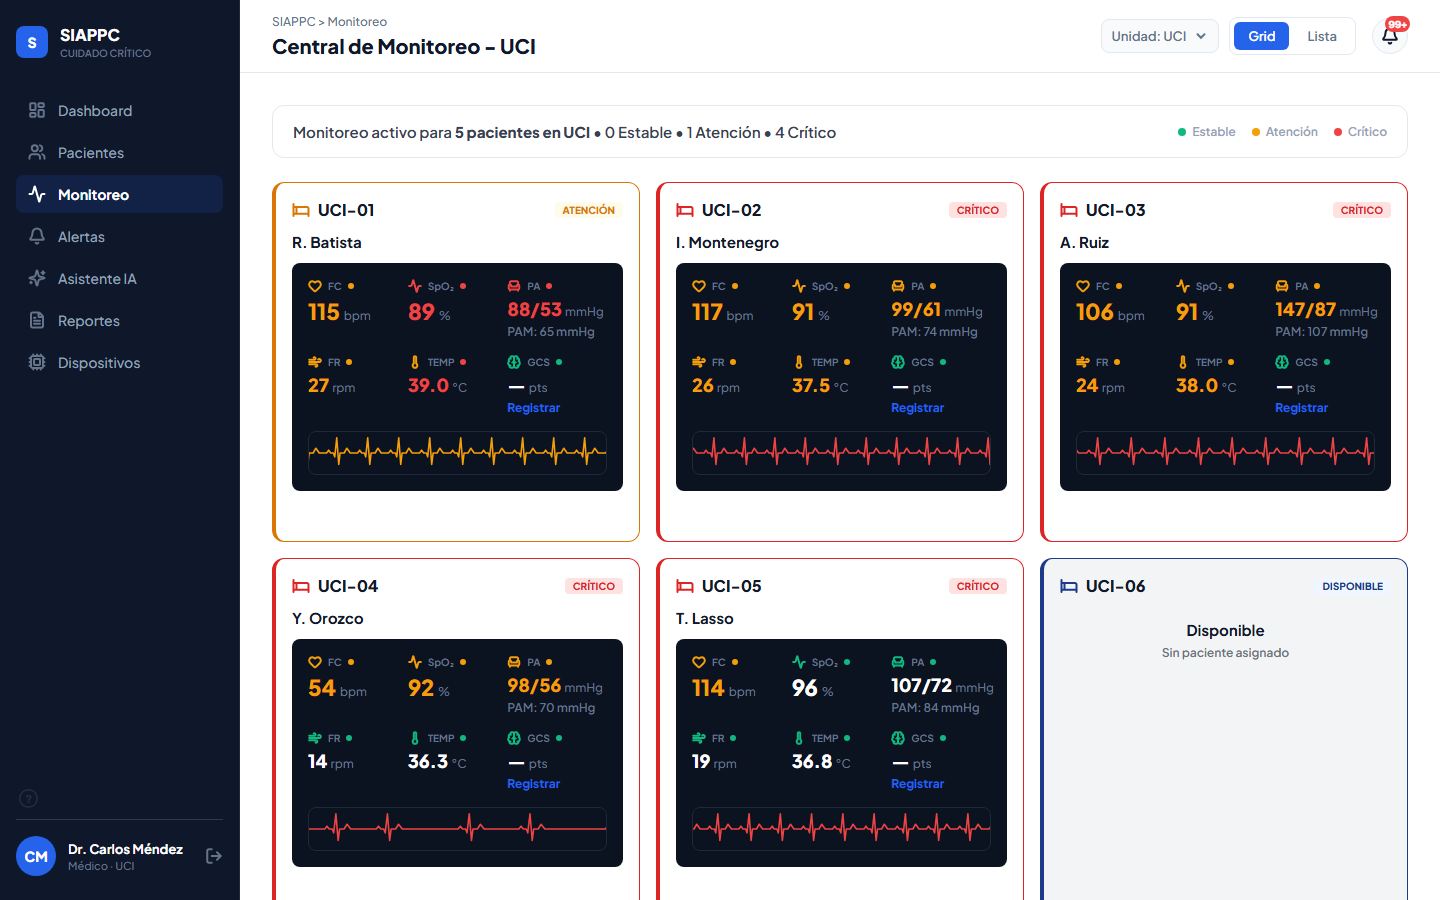 S
SIAPPC
CUIDADO CRÍTICO
Dashboard
Pacientes
Monitoreo
Alertas
Asistente IA
Reportes
Dispositivos
?
CM
Dr. Carlos Méndez
Médico · UCI
SIAPPC > Monitoreo
Central de Monitoreo - UCI
Unidad: UCI
Grid
Lista
99+
Monitoreo activo para 5 pacientes en UCI • 0 Estable • 1 Atención • 4 Crítico
Estable
Atención
Crítico
UCI-01
ATENCIÓN
R. Batista
FC
SpO₂
PA
115 bpm
89 %
88/53 mmHg
PAM: 65 mmHg
FR
TEMP
GCS
27 rpm
39.0 °C
— pts
Registrar
UCI-02
CRÍTICO
I. Montenegro
FC
SpO₂
PA
117 bpm
91 %
99/61 mmHg
PAM: 74 mmHg
FR
TEMP
GCS
26 rpm
37.5 °C
— pts
Registrar
UCI-03
CRÍTICO
A. Ruiz
FC
SpO₂
PA
106 bpm
91 %
147/87 mmHg
PAM: 107 mmHg
FR
TEMP
GCS
24 rpm
38.0 °C
— pts
Registrar
UCI-04
CRÍTICO
Y. Orozco
FC
SpO₂
PA
54 bpm
92 %
98/56 mmHg
PAM: 70 mmHg
FR
TEMP
GCS
14 rpm
36.3 °C
— pts
Registrar
UCI-05
CRÍTICO
T. Lasso
FC
SpO₂
PA
114 bpm
96 %
107/72 mmHg
PAM: 84 mmHg
FR
TEMP
GCS
19 rpm
36.8 °C
— pts
Registrar
UCI-06
DISPONIBLE
Disponible
Sin paciente asignado